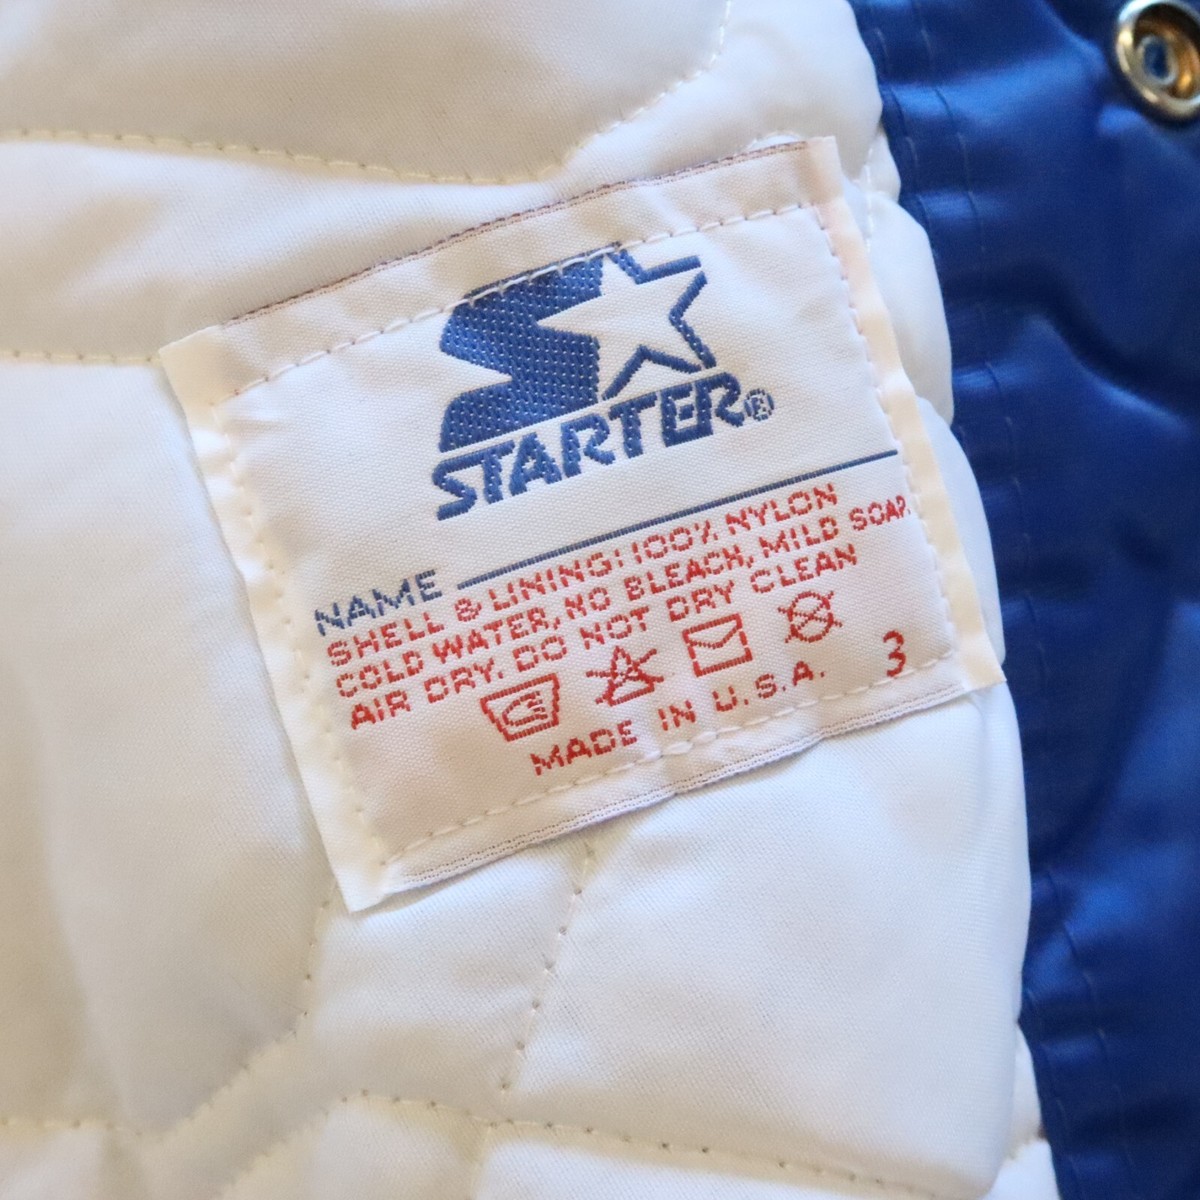 STARTER®
NAME
SHELL & LINING: 100% NYLON
COLD WATER, NO BLEACH, MILD SOAP.
AIR DRY. DO NOT DRY CLEAN
MADE IN U.S.A. 3